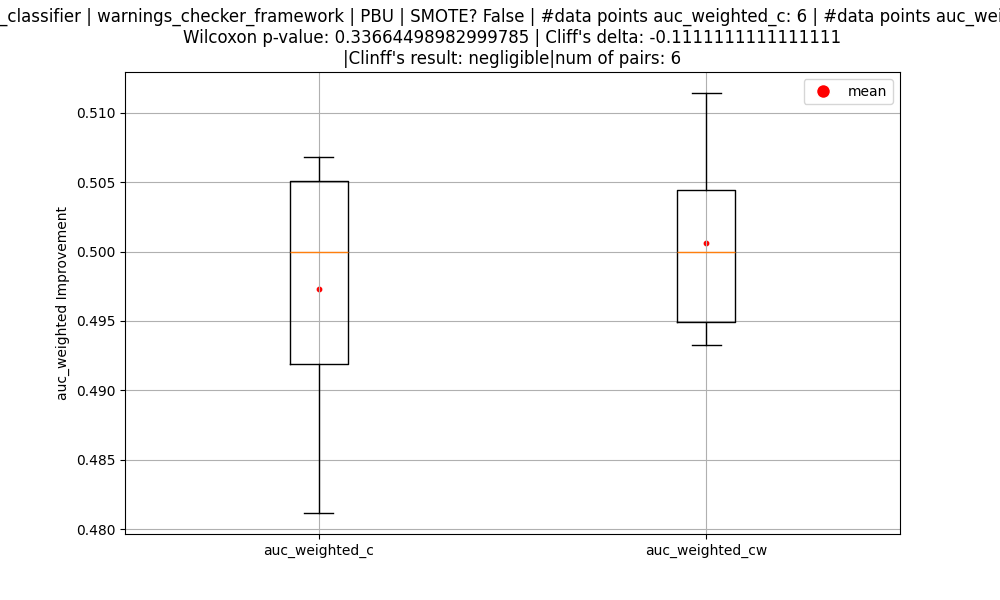 _classifier | warnings_checker_framework | PBU | SMOTE? False | #data points auc_weighted_c: 6 | #data points auc_wei
Wilcoxon p-value: 0.33664498982999785 | Cliff's delta: -0.1111111111111111
|Clinff's result: negligible|num of pairs: 6
mean
0.510
0.505
0.500
0.495
0.490
0.485
0.480
auc_weighted Improvement
auc_weighted_c
auc_weighted_cw